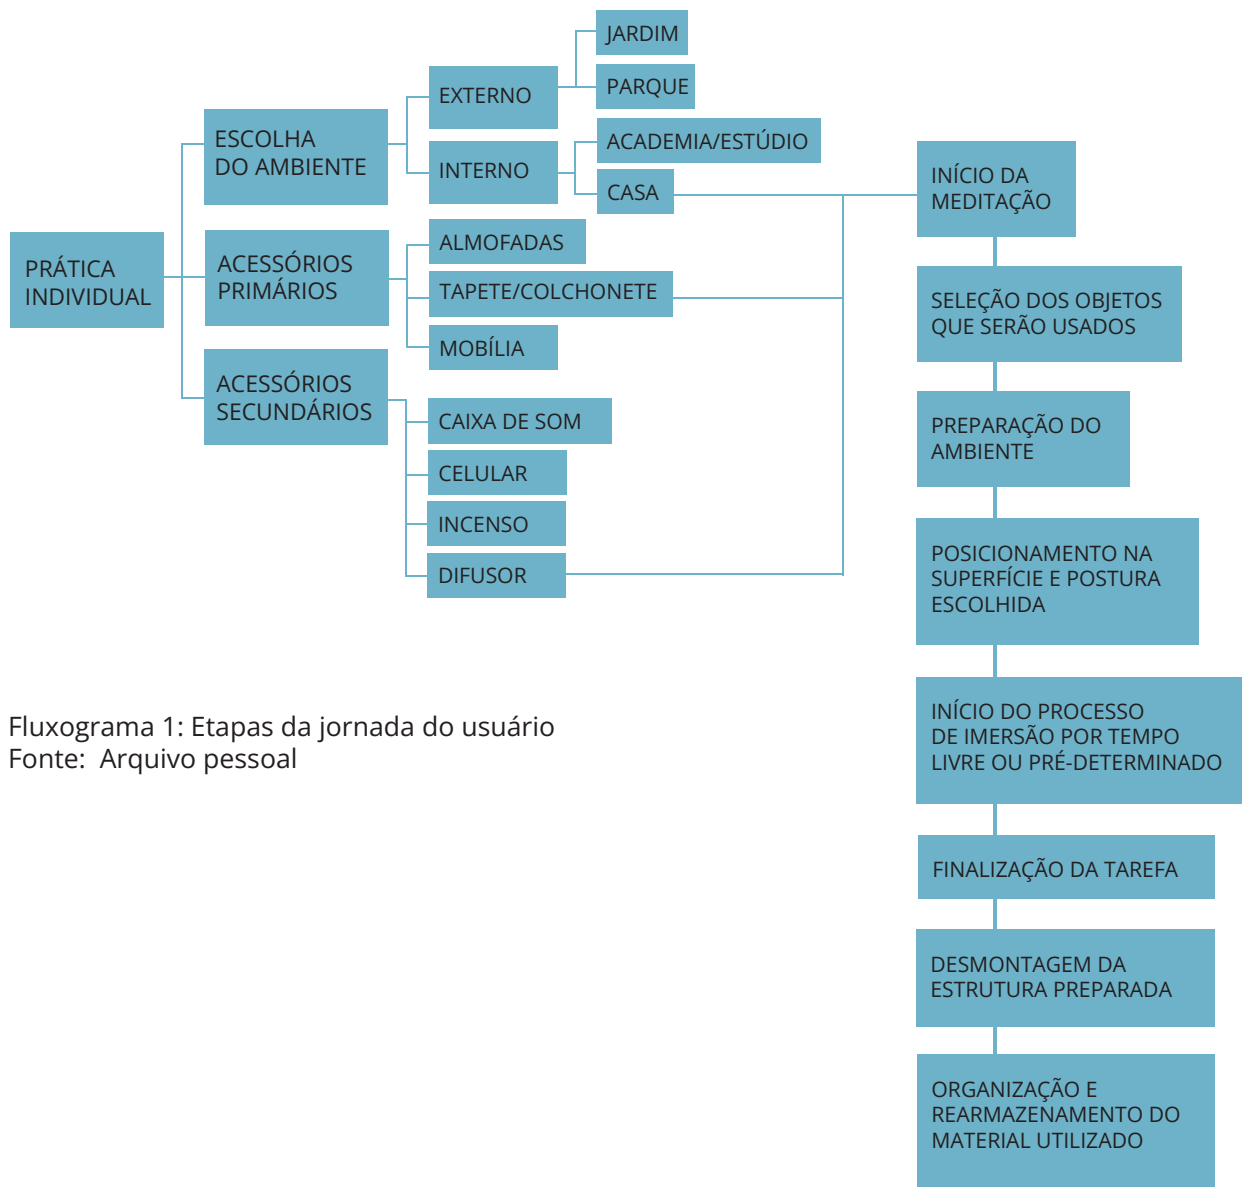 PRÁTICA
INDIVIDUAL
ESCOLHA
DO AMBIENTE
EXTERNO
JARDIM
PARQUE
INTERNO
ACADEMIA/ESTÚDIO
CASA
ACESSÓRIOS
PRIMÁRIOS
ALMOFADAS
TAPETE/COLCHONETE
MOBÍLIA
ACESSÓRIOS
SECUNDÁRIOS
CAIXA DE SOM
CELULAR
INCENSO
DIFUSOR
INÍCIO DA
MEDITAÇÃO
SELEÇÃO DOS OBJETOS
QUE SERÃO USADOS
PREPARAÇÃO DO
AMBIENTE
POSICIONAMENTO NA
SUPERFÍCIE E POSTURA
ESCOLHIDA
INÍCIO DO PROCESSO
DE IMERSÃO POR TEMPO
LIVRE OU PRÉ-DETERMINADO
FINALIZAÇÃO DA TAREFA
DESMONTAGEM DA
ESTRUTURA PREPARADA
ORGANIZAÇÃO E
REARMAZENAMENTO DO
MATERIAL UTILIZADO
Fluxograma 1: Etapas da jornada do usuário
Fonte: Arquivo pessoal